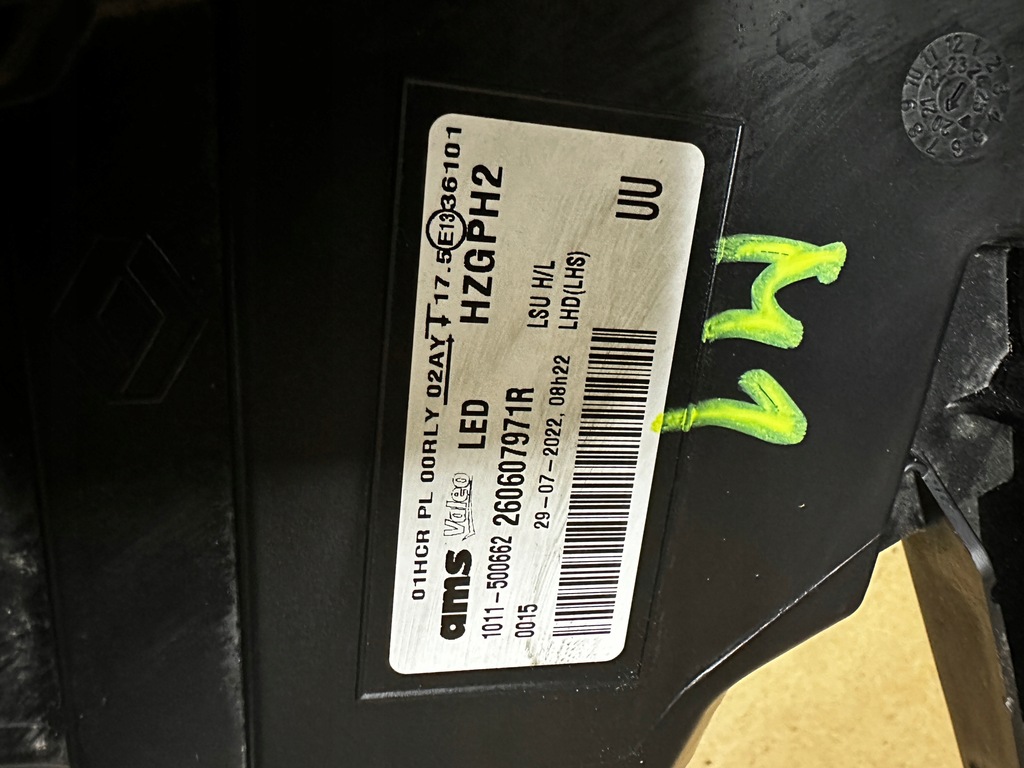 01HCR PL 00RLY 02AY 17.5 E13 36101
ams Valeo LED HZGPH2
1011-500662 260607971R
0015 29-07-2022, 08h22 LSU H/L
LHD(LHS)
UU
M1